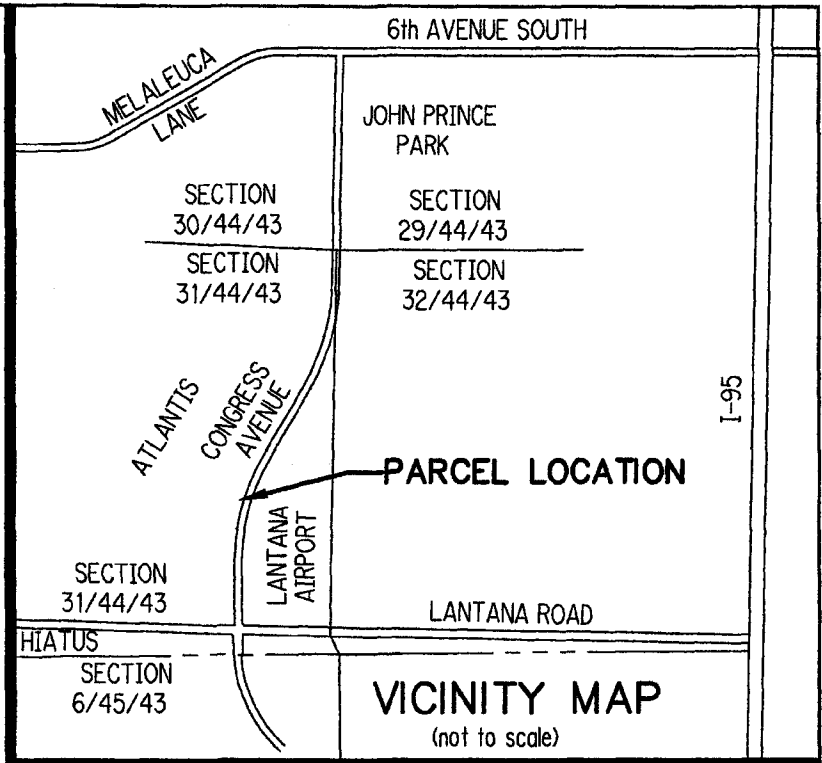 6th AVENUE SOUTH
MELALEUCA
LANE
JOHN PRINCE
PARK
SECTION
30/44/43
SECTION
29/44/43
SECTION
31/44/43
SECTION
32/44/43
I-95
ATLANTIS
CONGRESS
AVENUE
PARCEL LOCATION
LANTANA
AIRPORT
SECTION
31/44/43
LANTANA ROAD
HIATUS
SECTION
6/45/43
VICINITY MAP
(not to scale)